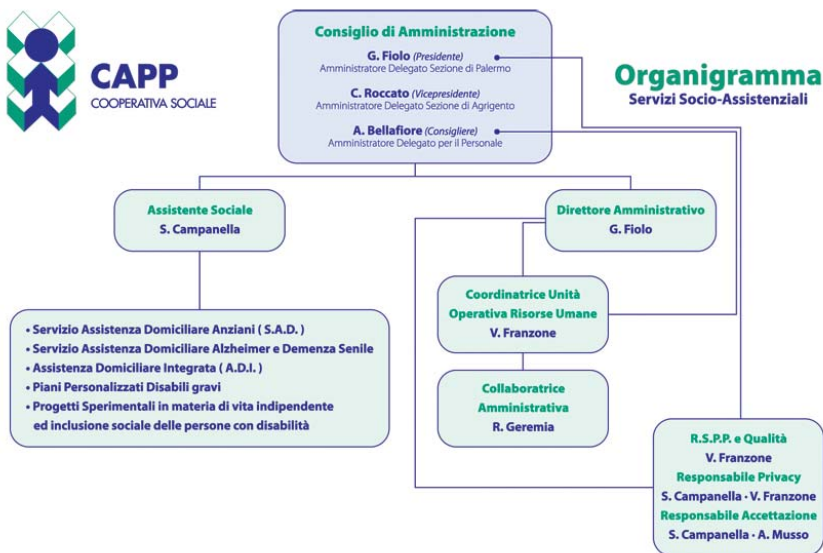 CAPP
COOPERATIVA SOCIALE
Consiglio di Amministrazione
G. Fiolo (Presidente)
Amministratore Delegato Sezione di Palermo
C. Roccato (Vicepresidente)
Amministratore Delegato Sezione di Agrigento
A. Bellafiore (Consigliere)
Amministratore Delegato per il Personale
Organigramma
Servizi Socio-Assistenziali
Assistente Sociale
S. Campanella
Direttore Amministrativo
G. Fiolo
• Servizio Assistenza Domiciliare Anziani ( S.A.D. )
• Servizio Assistenza Domiciliare Alzheimer e Demenza Senile
• Assistenza Domiciliare Integrata ( A.D.I. )
• Piani Personalizzati Disabili gravi
• Progetti Sperimentali in materia di vita indipendente
ed inclusione sociale delle persone con disabilità
Coordinatrice Unità
Operativa Risorse Umane
V. Franzone
Collaboratrice
Amministrativa
R. Geremia
R.S.P.P. e Qualità
V. Franzone
Responsabile Privacy
S. Campanella · V. Franzone
Responsabile Accettazione
S. Campanella · A. Musso